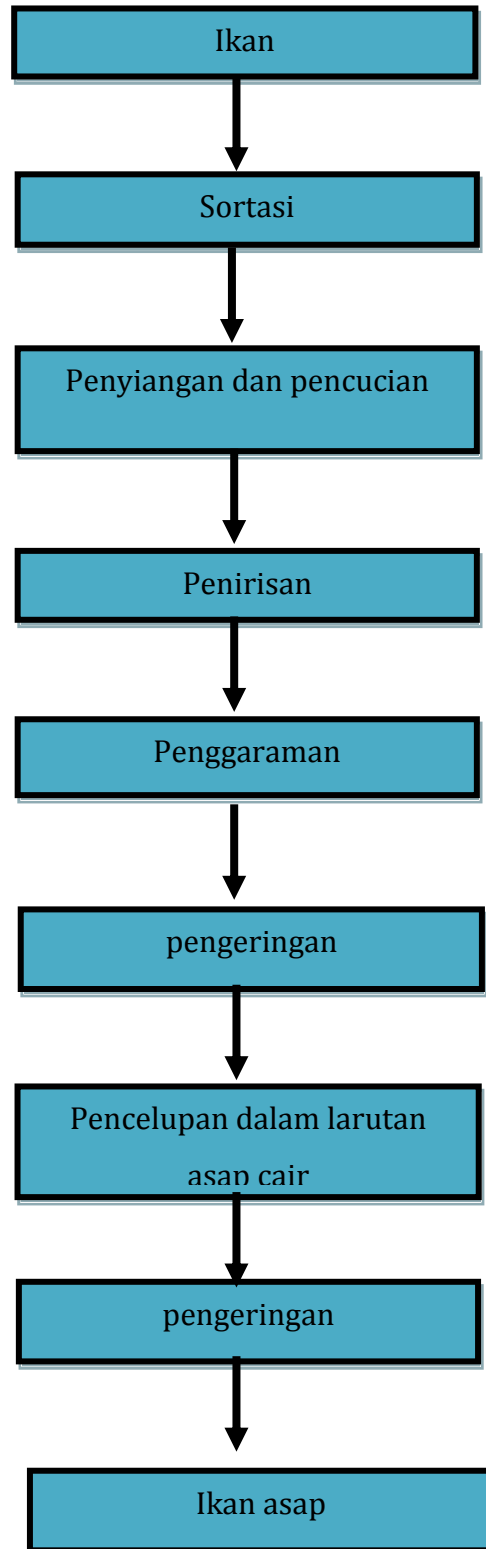 Ikan
Sortasi
Penyiangan dan pencucian
Penirisan
Penggaraman
pengeringan
Pencelupan dalam larutan
asap cair
pengeringan
Ikan asap